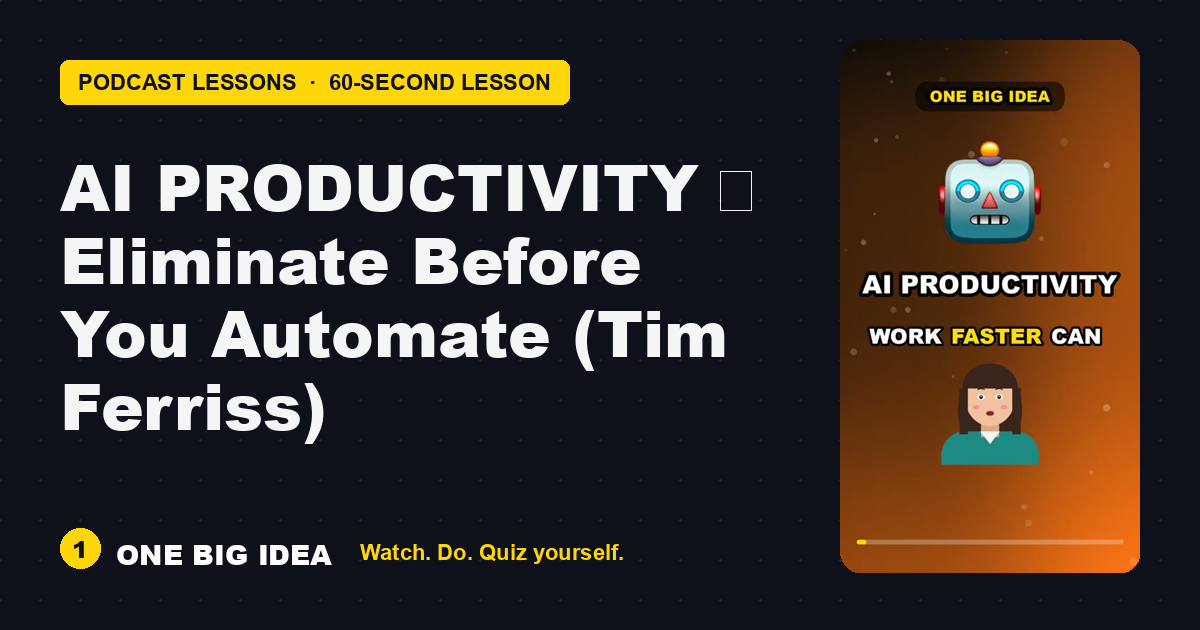 PODCAST LESSONS · 60-SECOND LESSON
AI PRODUCTIVITY □
Eliminate Before
You Automate (Tim
Ferriss)
1 ONE BIG IDEA Watch. Do. Quiz yourself.
ONE BIG IDEA
AI PRODUCTIVITY
WORK FASTER CAN